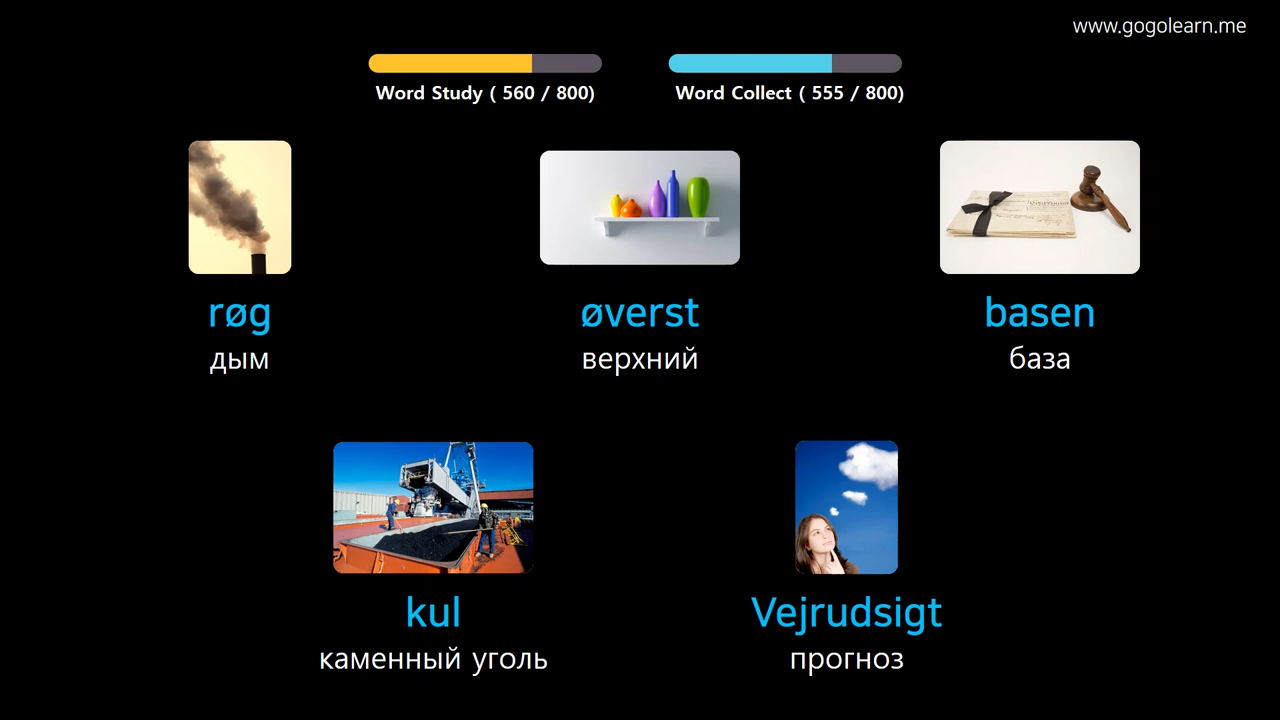 www.gogolearn.me
Word Study ( 560 / 800)
Word Collect ( 555 / 800)
røg
дым
øverst
верхний
basen
база
kul
каменный уголь
Vejrudsigt
прогноз